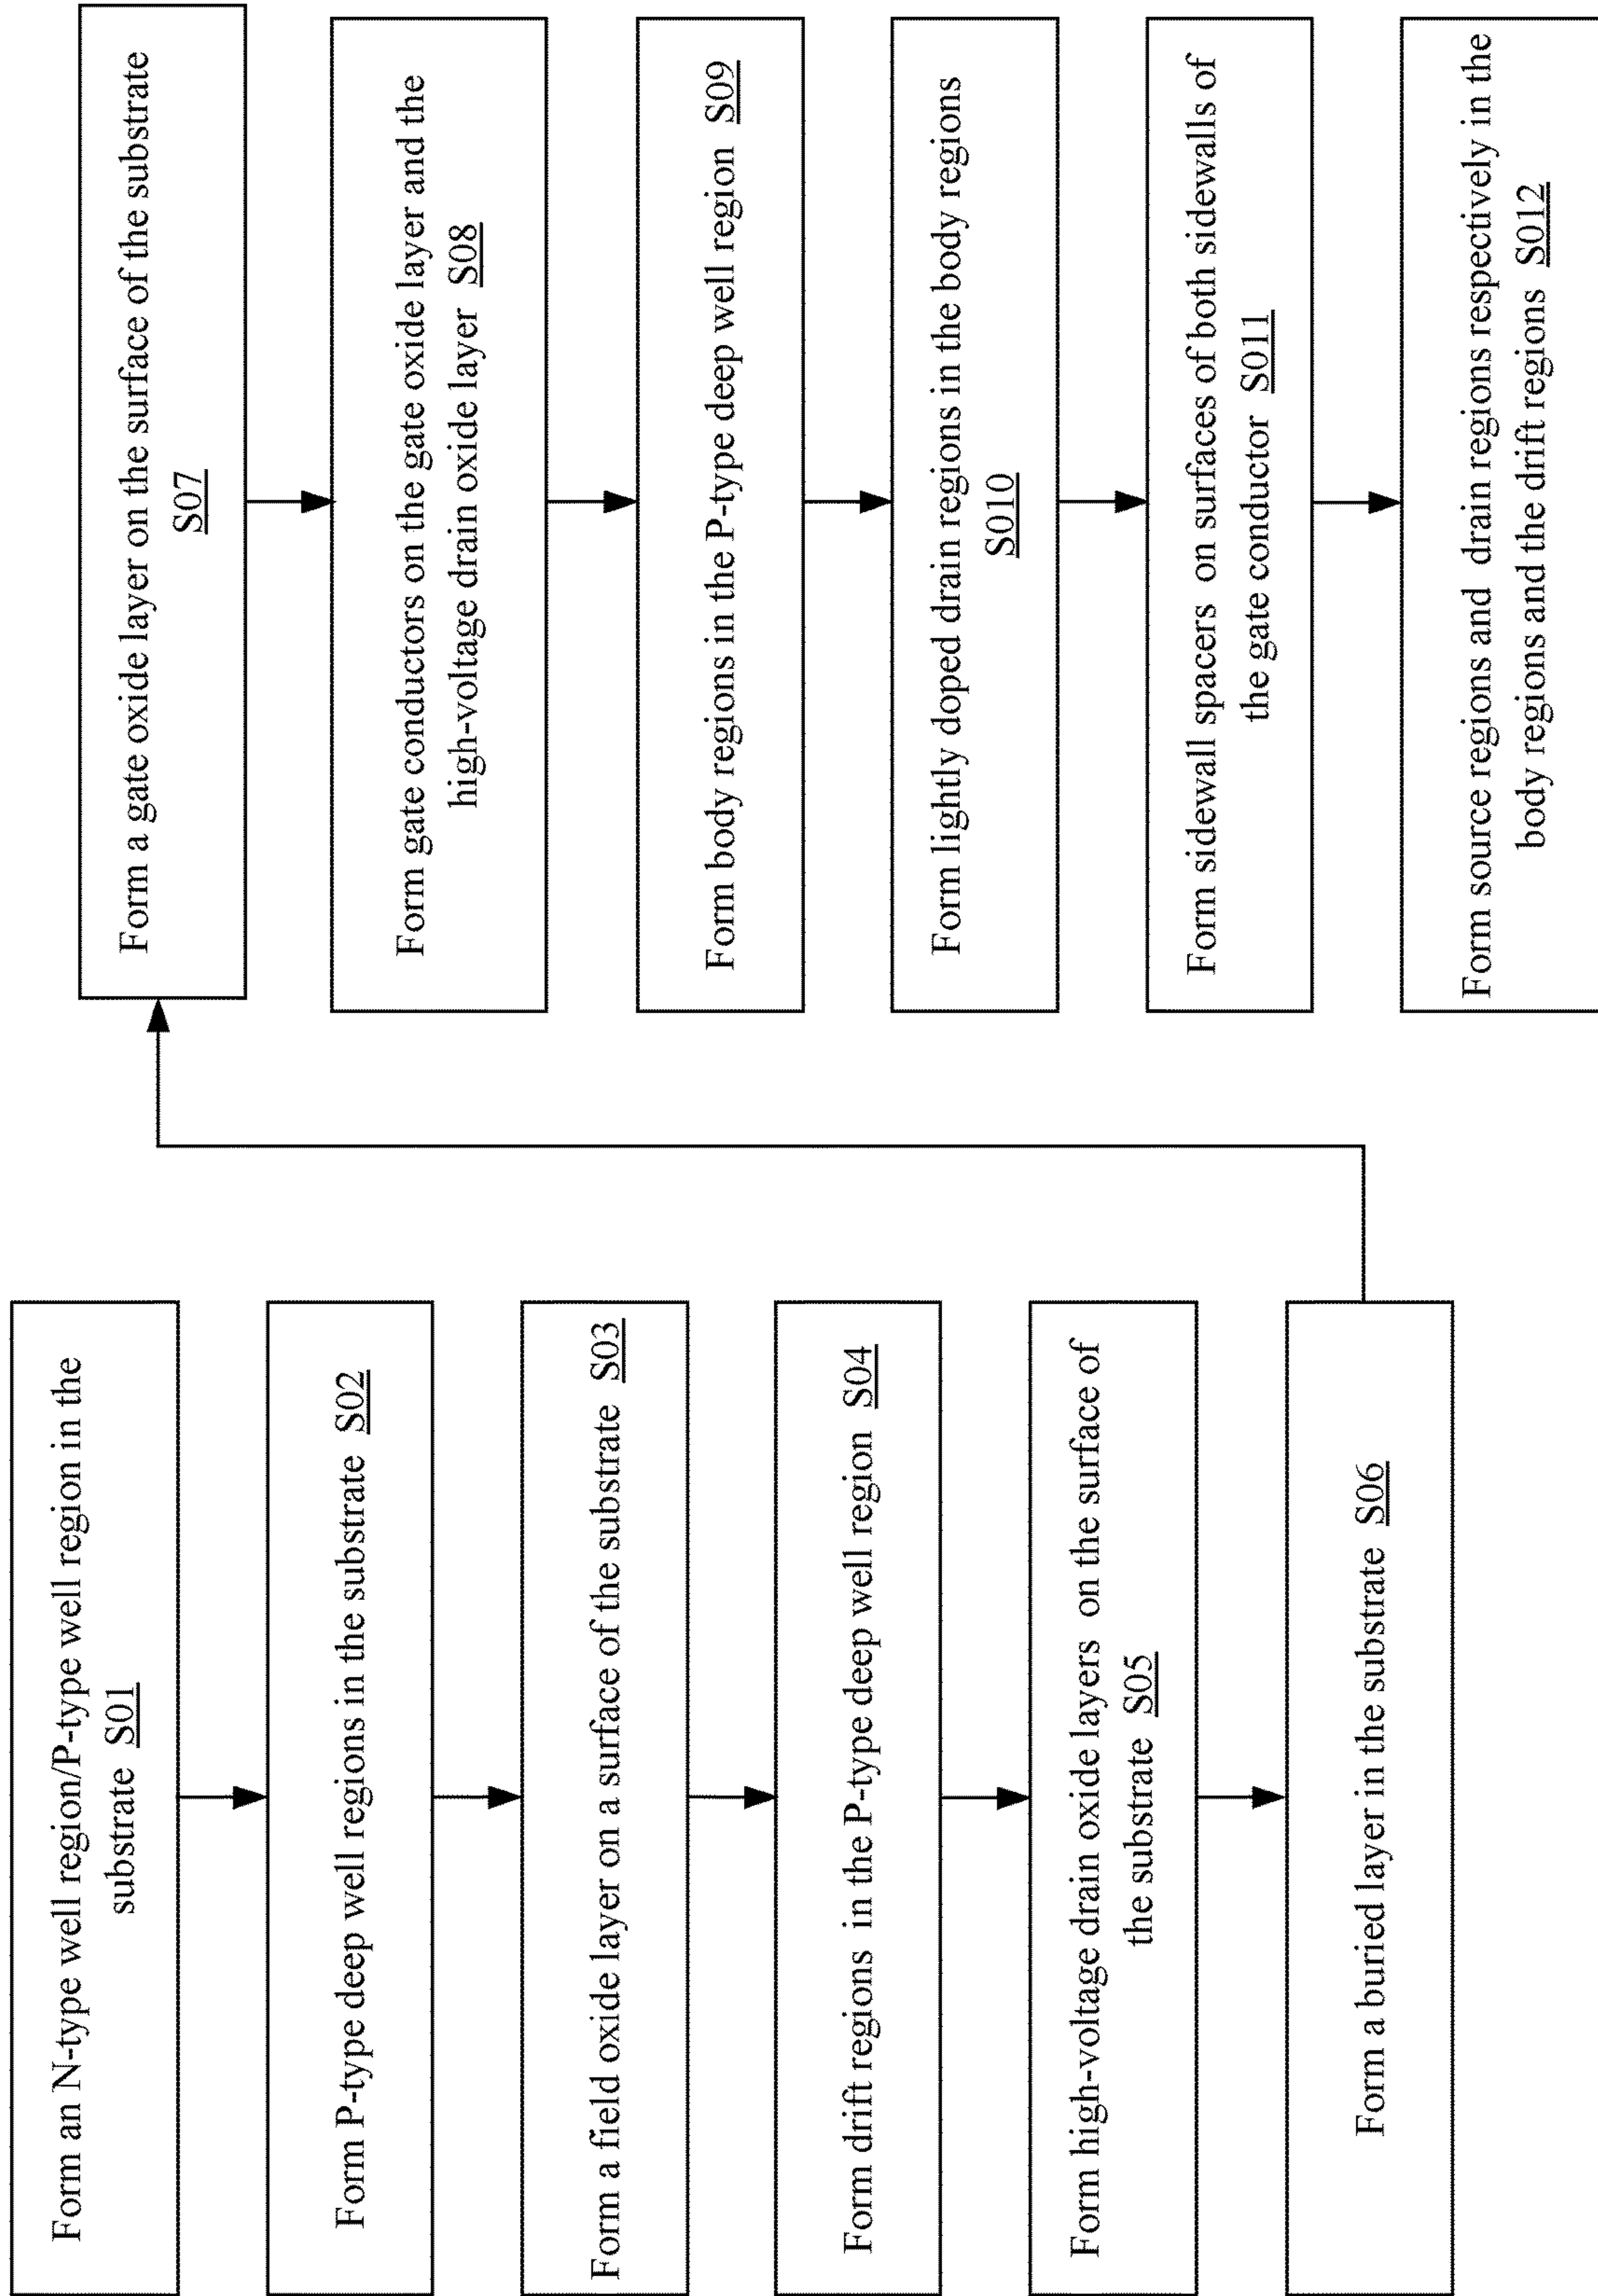 Form an N-type well region/P-type well region in the
substrate S01
Form P-type deep well regions in the substrate S02
Form a field oxide layer on a surface of the substrate S03
Form drift regions in the P-type deep well region S04
Form high-voltage drain oxide layers on the surface of
the substrate S05
Form a buried layer in the substrate S06
Form a gate oxide layer on the surface of the substrate
S07
Form gate conductors on the gate oxide layer and the
high-voltage drain oxide layer S08
Form body regions in the P-type deep well region S09
Form lightly doped drain regions in the body regions
S010
Form sidewall spacers on surfaces of both sidewalls of
the gate conductor S011
Form source regions and drain regions respectively in the
body regions and the drift regions S012